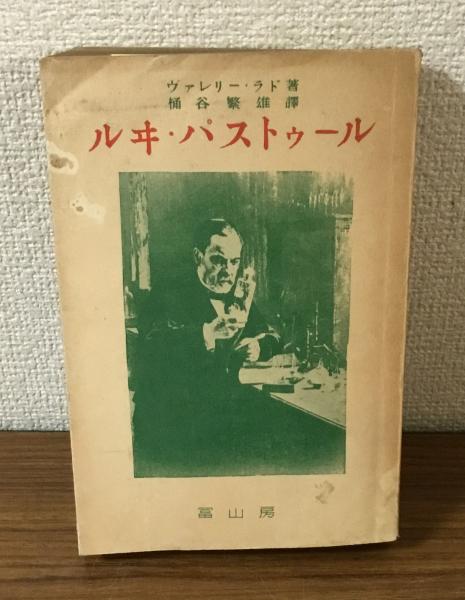 ヴァレリー・ラド著
桶谷繁雄譯
ルヰ・パストゥール
冨山房